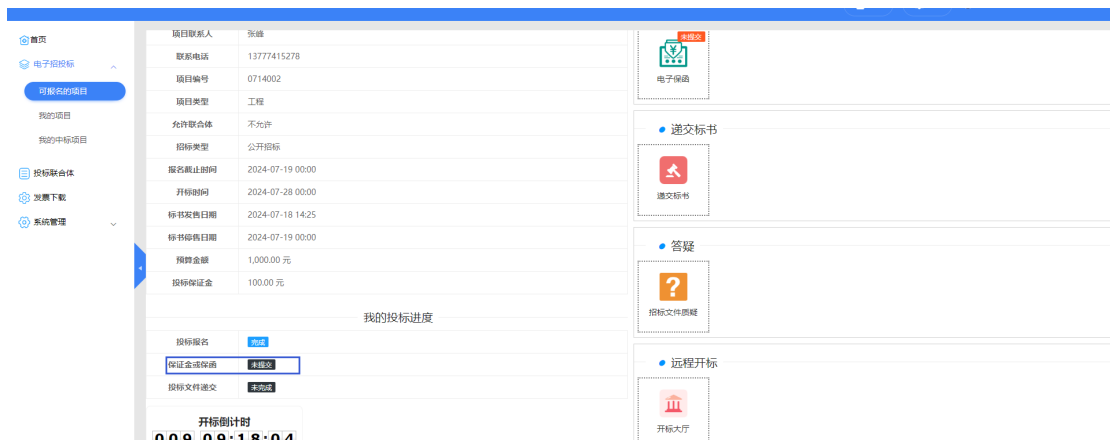 首页
电子招投标
可报名的项目
我的项目
我的中标项目
投标联合体
发票下载
系统管理
项目联系人 张峰
联系电话 13777415278
项目编号 0714002
项目类型 工程
允许联合体 不允许
招标类型 公开招标
报名截止时间 2024-07-19 00:00
开标时间 2024-07-28 00:00
标书发售日期 2024-07-18 14:25
标书停售日期 2024-07-19 00:00
预算金额 1,000.00 元
投标保证金 100.00 元
我的投标进度
投标报名 完成
保证金或保函 未提交
投标文件递交 未完成
开标倒计时
009 09:18:04
未提交
电子保函
递交标书
递交标书
答疑
招标文件质疑
远程开标
开标大厅